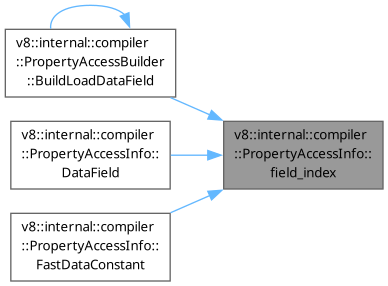 v8::internal::compiler
::PropertyAccessBuilder
::BuildLoadDataField
v8::internal::compiler
::PropertyAccessInfo::
DataField
v8::internal::compiler
::PropertyAccessInfo::
FastDataConstant
v8::internal::compiler
::PropertyAccessInfo::
field_index